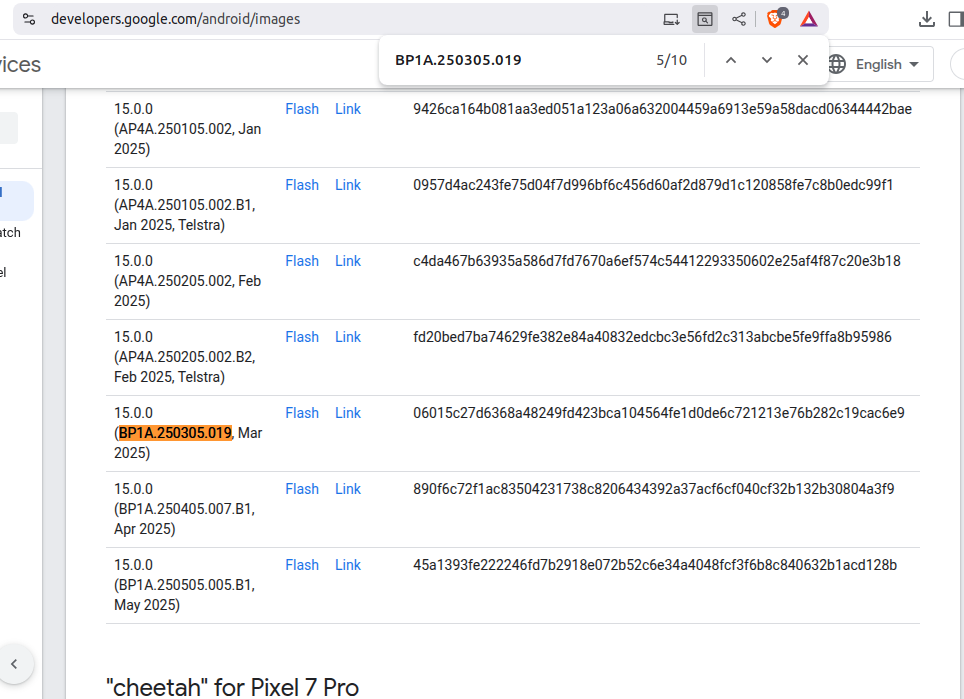 developers.google.com/android/images
4
vices
BP1A.250305.019
5/10
English
15.0.0 Flash Link 9426ca164b081aa3ed051a123a06a632004459a6913e59a58dacd06344442bae
(AP4A.250105.002, Jan
2025)
15.0.0 Flash Link 0957d4ac243fe75d04f7d996bf6c456d60af2d879d1c120858fe7c8b0edc99f1
(AP4A.250105.002.B1,
Jan 2025, Telstra)
15.0.0 Flash Link c4da467b63935a586d7fd7670a6ef574c54412293350602e25af4f87c20e3b18
(AP4A.250205.002, Feb
2025)
15.0.0 Flash Link fd20bed7ba74629fe382e84a40832edcbc3e56fd2c313abcbe5fe9ffa8b95986
(AP4A.250205.002.B2,
Feb 2025, Telstra)
15.0.0 Flash Link 06015c27d6368a48249fd423bca104564fe1d0de6c721213e76b282c19cac6e9
(BP1A.250305.019, Mar
2025)
15.0.0 Flash Link 890f6c72f1ac83504231738c8206434392a37acf6cf040cf32b132b30804a3f9
(BP1A.250405.007.B1,
Apr 2025)
15.0.0 Flash Link 45a1393fe222246fd7b2918e072b52c6e34a4048fcf3f6b8c840632b1acd128b
(BP1A.250505.005.B1,
May 2025)
"cheetah" for Pixel 7 Pro